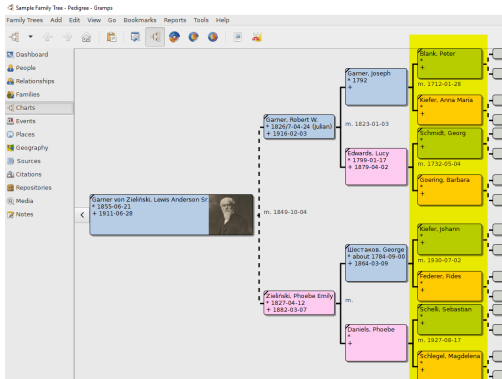 Sample Family Tree - Pedigree - Gramps
Family Trees Add Edit View Go Bookmarks Reports Tools Help
Dashboard
People
Relationships
Families
Charts
Events
Places
Geography
Sources
Citations
Repositories
Media
Notes
<
Garner von Zieliński, Lewis Anderson Sr
* 1855-06-21
+ 1911-06-28
m. 1849-10-04
Garner, Robert W.
* 1826/7-04-24 (Julian)
+ 1916-02-03
Zieliński, Phoebe Emily
* 1827-04-12
+ 1882-03-07
Garner, Joseph
* 1792
+
m. 1823-01-03
Edwards, Lucy
* 1799-01-17
+ 1879-04-02
Шестаков, George
* about 1784-09-00
+ 1864-03-09
m.
Daniels, Phoebe
*
+
Blank, Peter
*
+
m. 1712-01-28
Kiefer, Anna Maria
*
+
Schmidt, Georg
*
+
m. 1732-05-04
Goering, Barbara
*
+
Kiefer, Johann
*
+
m. 1930-07-02
Federer, Fides
*
+
Schelli, Sebastian
*
+
m. 1927-08-17
Schlegel, Magdelena
*
+